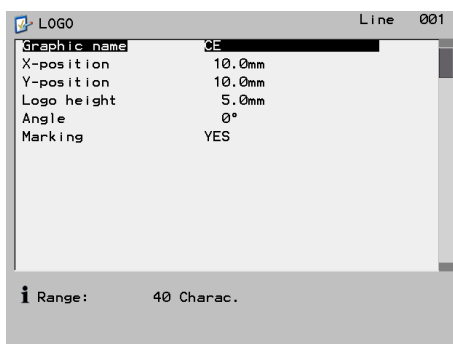 LOGO Line 001
Graphic name CE
X-position 10.0mm
Y-position 10.0mm
Logo height 5.0mm
Angle 0°
Marking YES
i Range: 40 Charac.